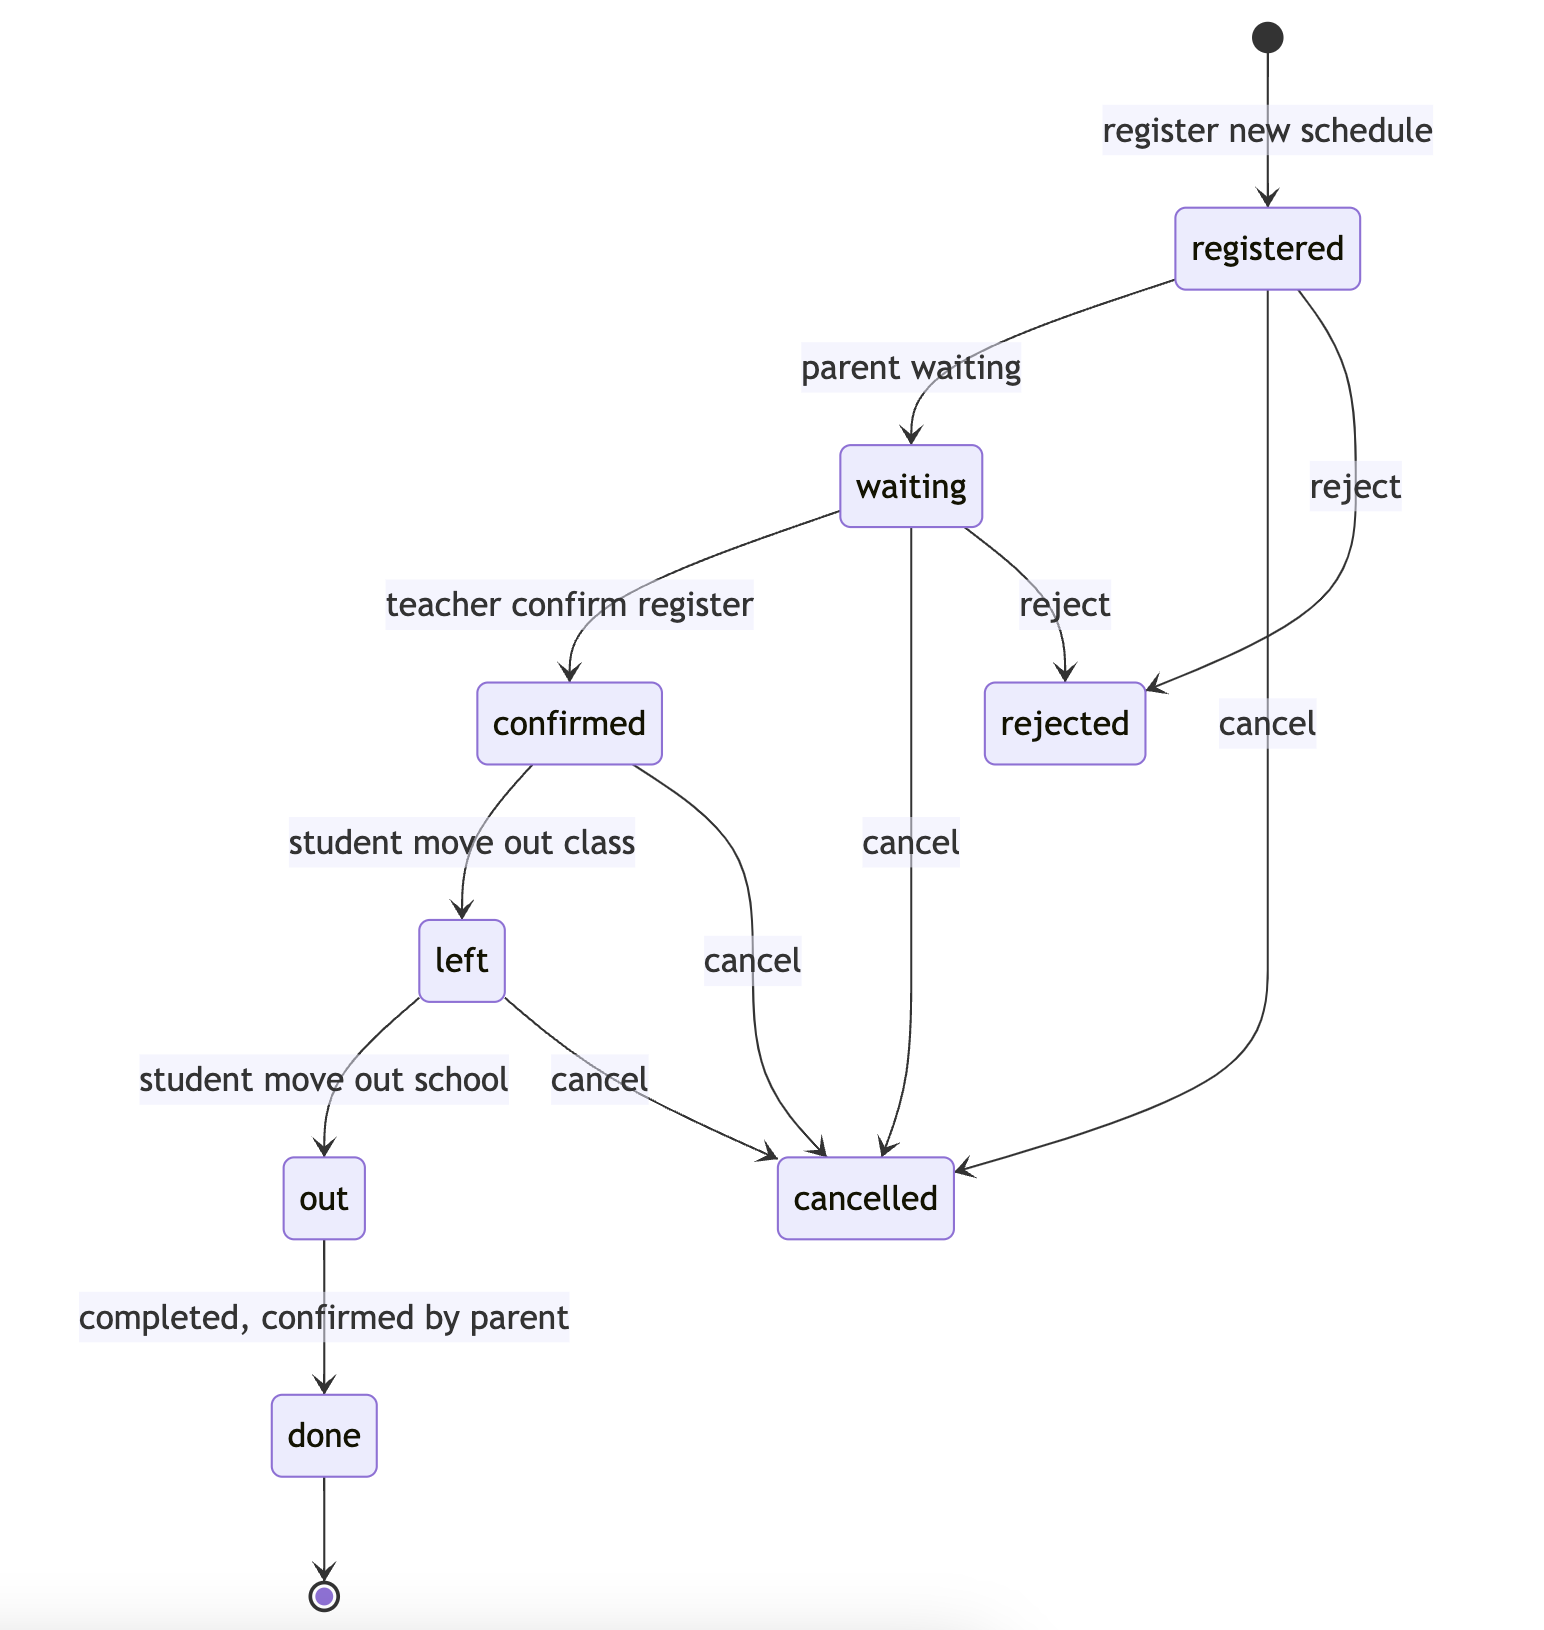 register new schedule
registered
parent waiting
waiting
reject
teacher confirm register
reject
confirmed
rejected
cancel
student move out class
cancel
left
cancel
student move out school
cancel
out
cancelled
completed, confirmed by parent
done